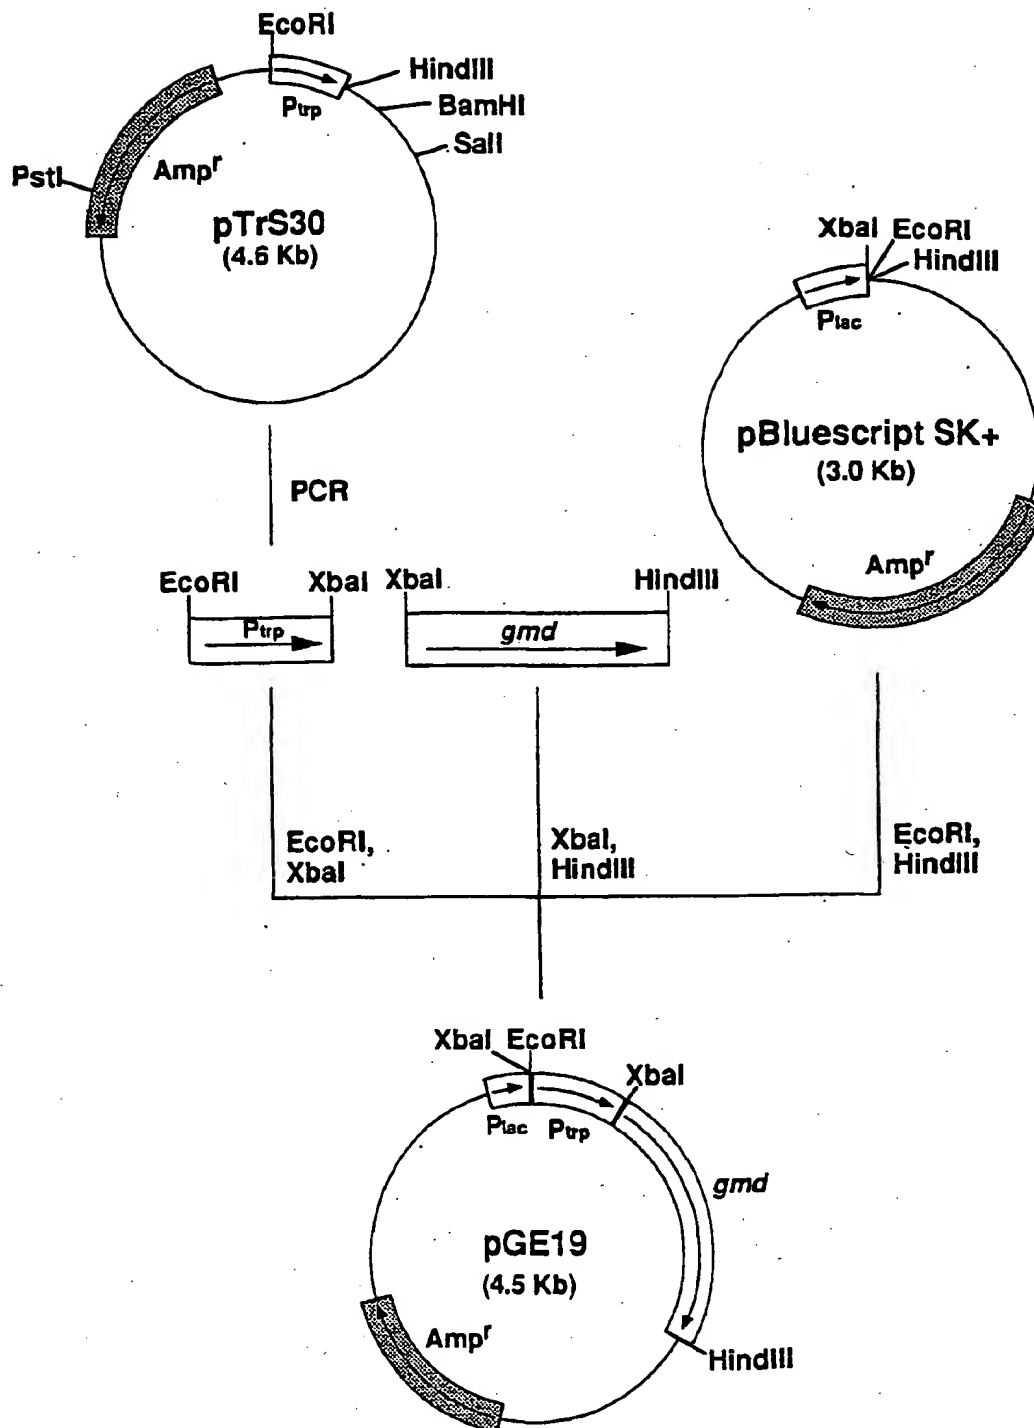 EcoRI
HindIII
Ptrp
BamHI
SalI
PstI
Ampr
pTrS30
(4.6 Kb)
XbaI EcoRI
HindIII
Plac
pBluescript SK+
(3.0 Kb)
Ampr
PCR
EcoRI XbaI XbaI HindIII
Ptrp
gmd
EcoRI,
XbaI
XbaI,
HindIII
EcoRI,
HindIII
XbaI EcoRI
XbaI
Plac Ptrp
gmd
pGE19
(4.5 Kb)
Ampr
HindIII